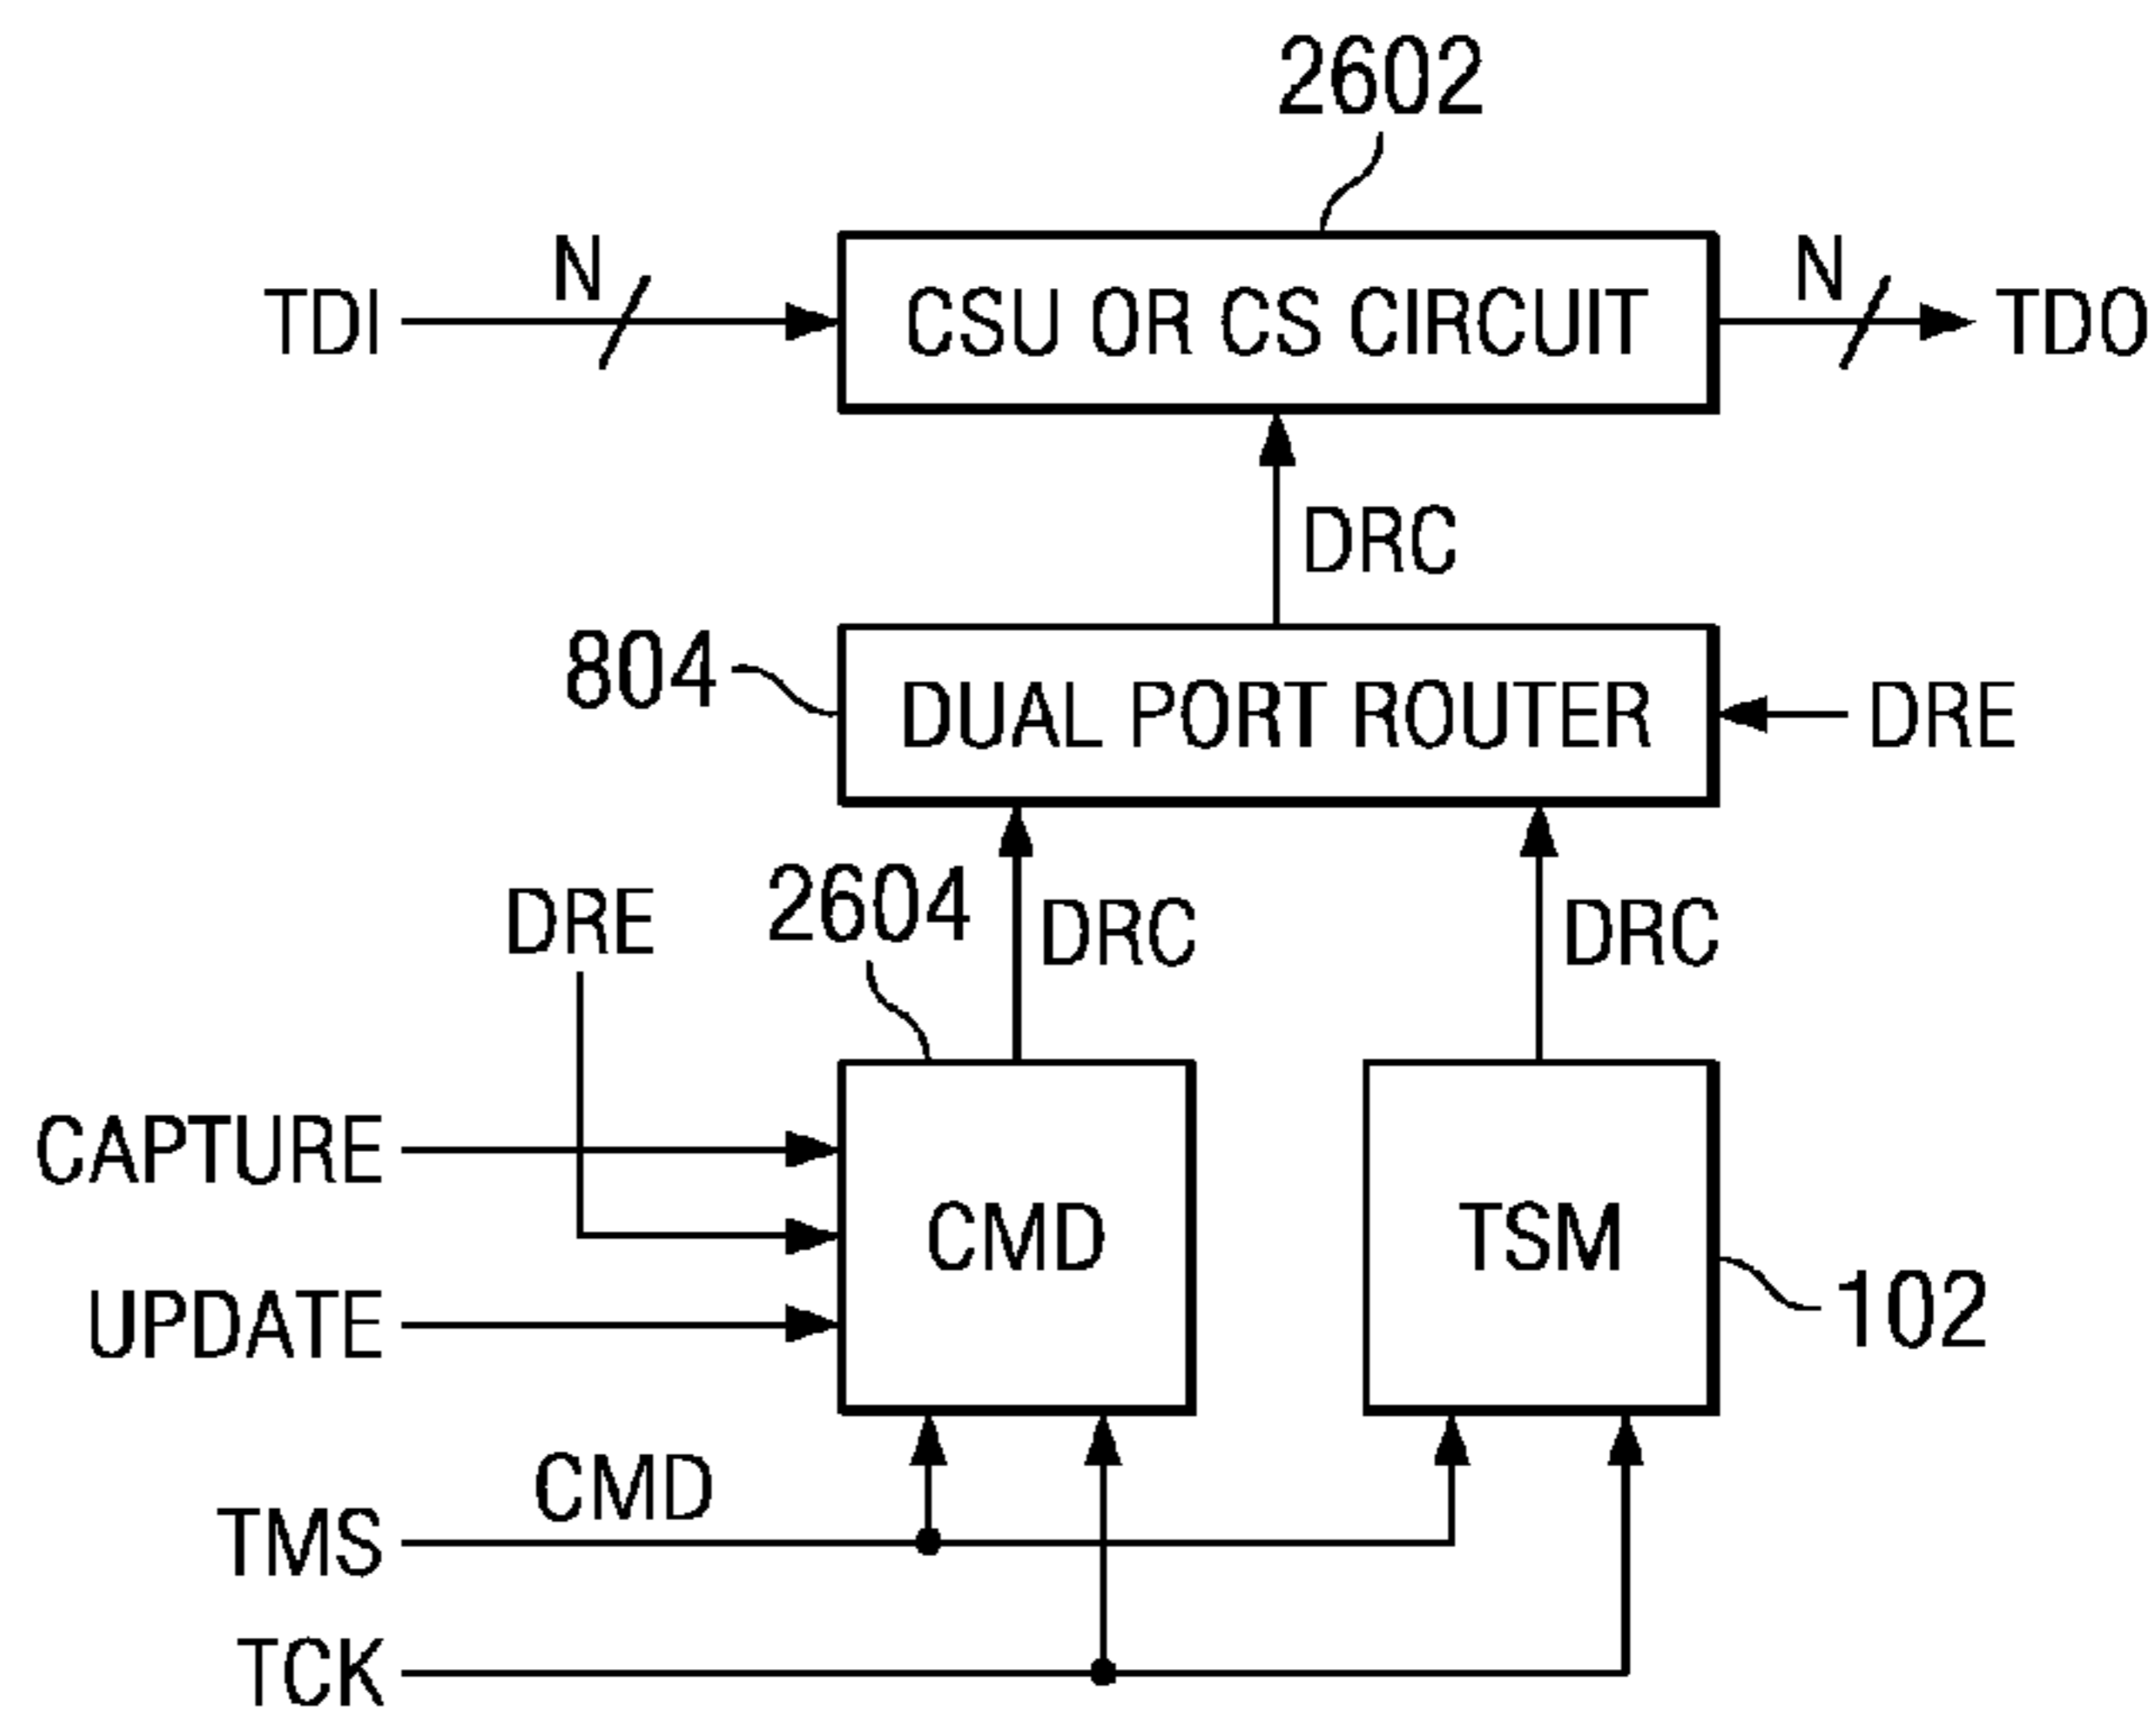 2602
N
N
TDI
CSU OR CS CIRCUIT
TDO
DRC
804
DUAL PORT ROUTER
DRE
2604
DRE
DRC
DRC
CAPTURE
CMD
TSM
UPDATE
102
CMD
TMS
TCK